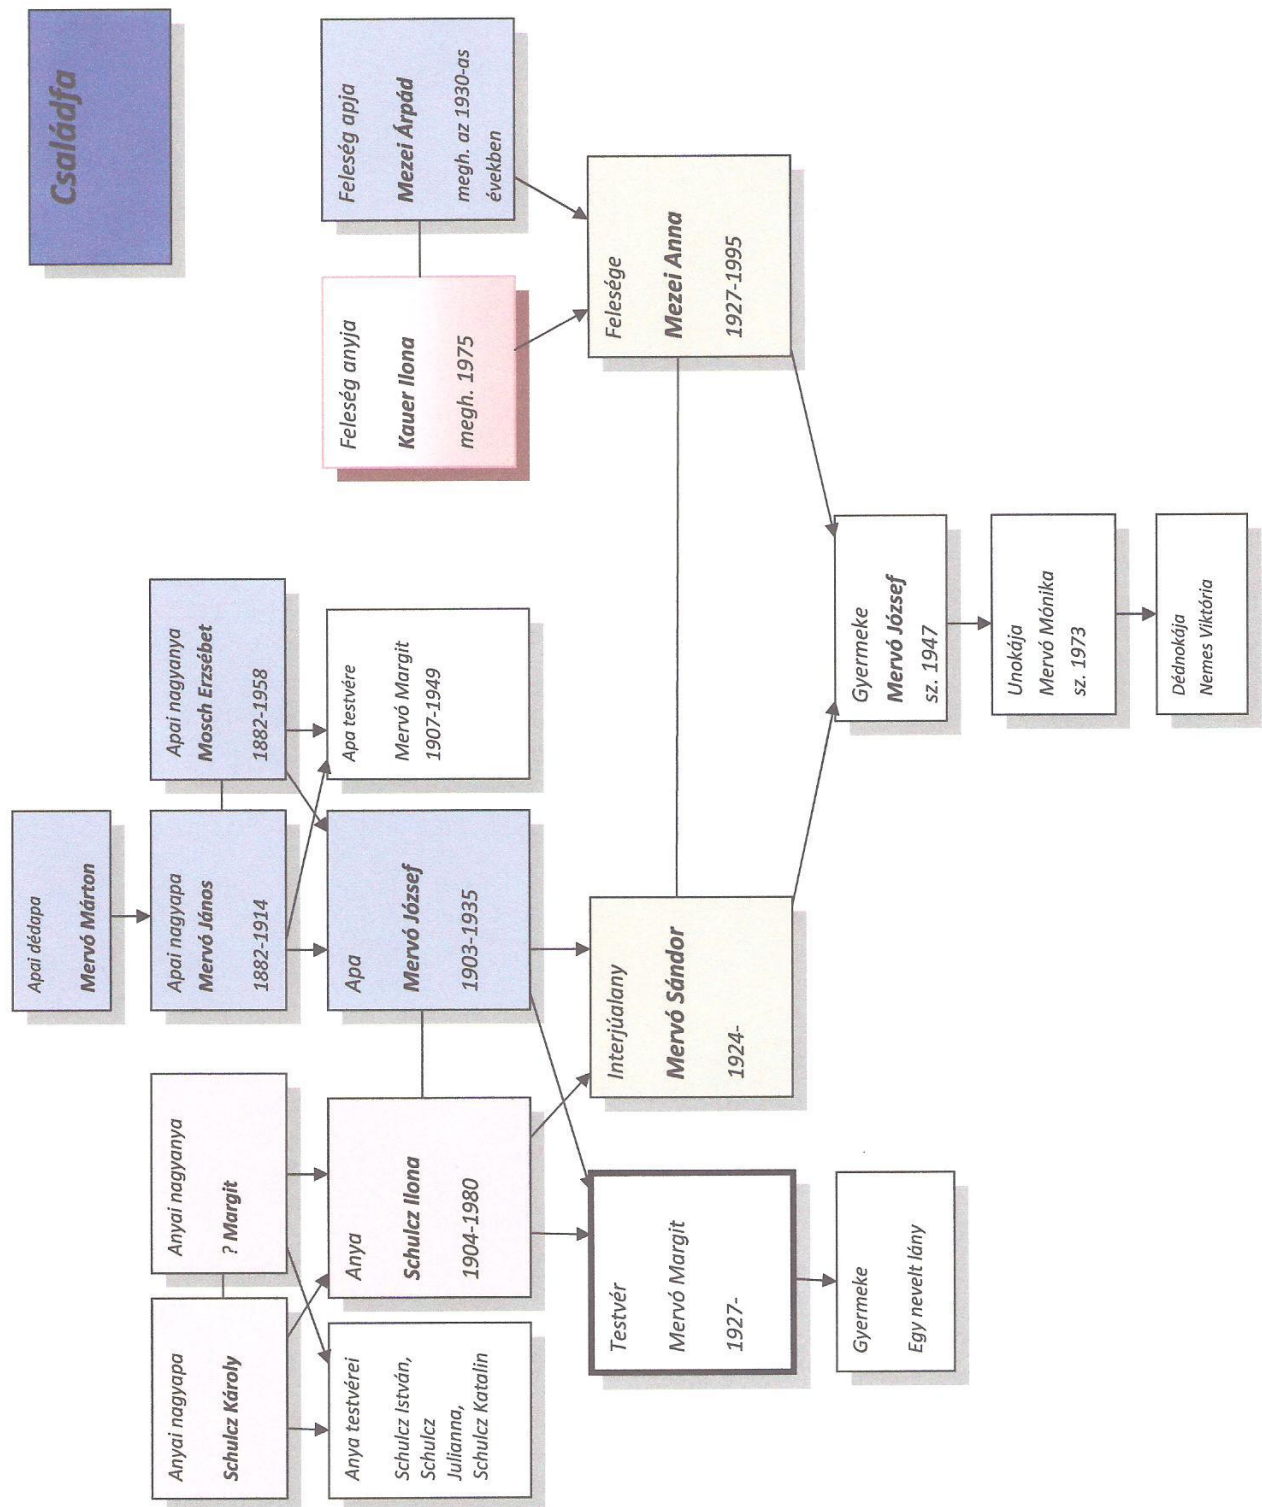 Családfa
Apai dédapa
Mervó Márton
Anyai nagyapa
Schulcz Károly
Anyai nagyanya
? Margit
Apai nagyapa
Mervó János
1882-1914
Apai nagyanya
Mosch Erzsébet
1882-1958
Anya testvérei
Schulcz István,
Schulcz
Julianna,
Schulcz Katalin
Anya
Schulcz Ilona
1904-1980
Apa
Mervó József
1903-1935
Apa testvére
Mervó Margit
1907-1949
Feleség anyja
Kauer Ilona
megh. 1975
Feleség apja
Mezei Árpád
megh. az 1930-as
években
Testvér
Mervó Margit
1927-
Interjúalany
Mervó Sándor
1924-
Felesége
Mezei Anna
1927-1995
Gyermeke
Egy nevelt lány
Gyermeke
Mervó József
sz. 1947
Unokája
Mervó Mónika
sz. 1973
Dédnokája
Nemes Viktória